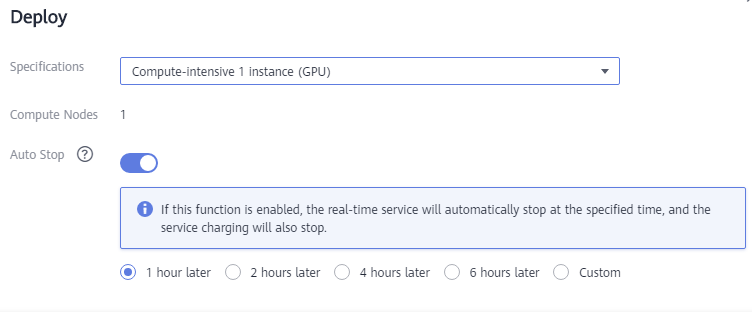 Deploy
Specifications
Compute-intensive 1 instance (GPU)
Compute Nodes 1
Auto Stop ?
If this function is enabled, the real-time service will automatically stop at the specified time, and the
service charging will also stop.
1 hour later 2 hours later 4 hours later 6 hours later Custom